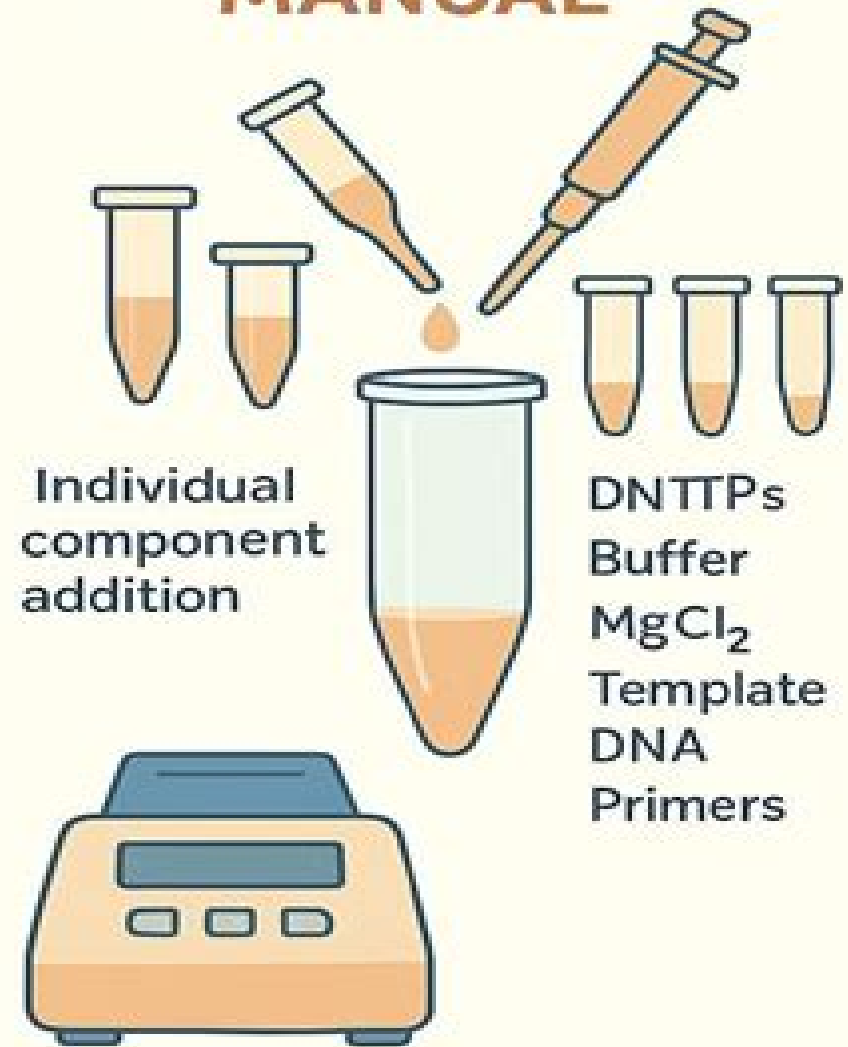 MANUAL
Individual
component
addition
DNTTPs
Buffer
MgCl₂
Template
DNA
Primers